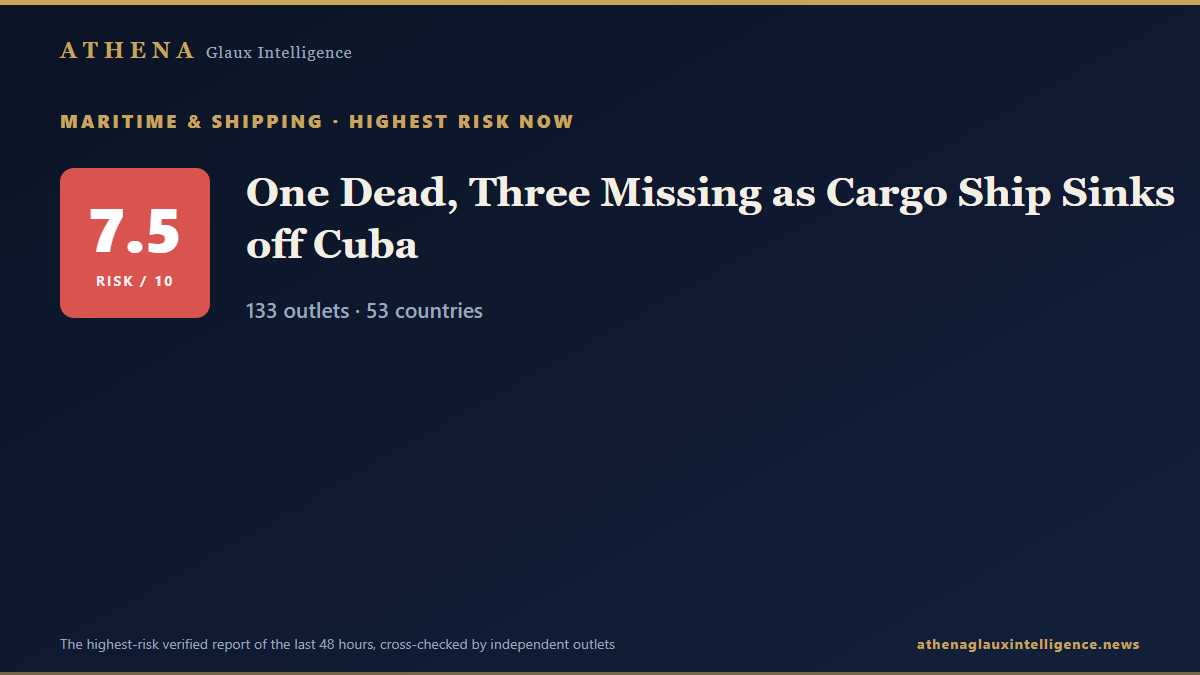 ATHENA Glaux Intelligence
MARITIME & SHIPPING · HIGHEST RISK NOW
7.5
RISK / 10
One Dead, Three Missing as Cargo Ship Sinks
off Cuba
133 outlets · 53 countries
The highest-risk verified report of the last 48 hours, cross-checked by independent outlets
athenaglauxintelligence.news